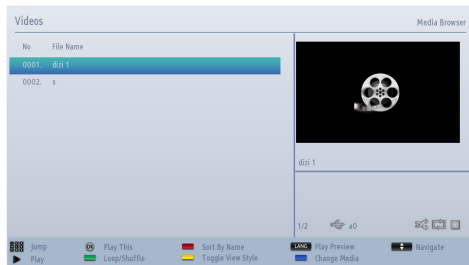 Videos Media Browser
No File Name
0001. dizi 1
0002. s
dizi 1
1/2 a0
Jump OK Play This Sort By Name LANG Play Preview Navigate
Play Loop/Shuffle Toggle View Style Change Media